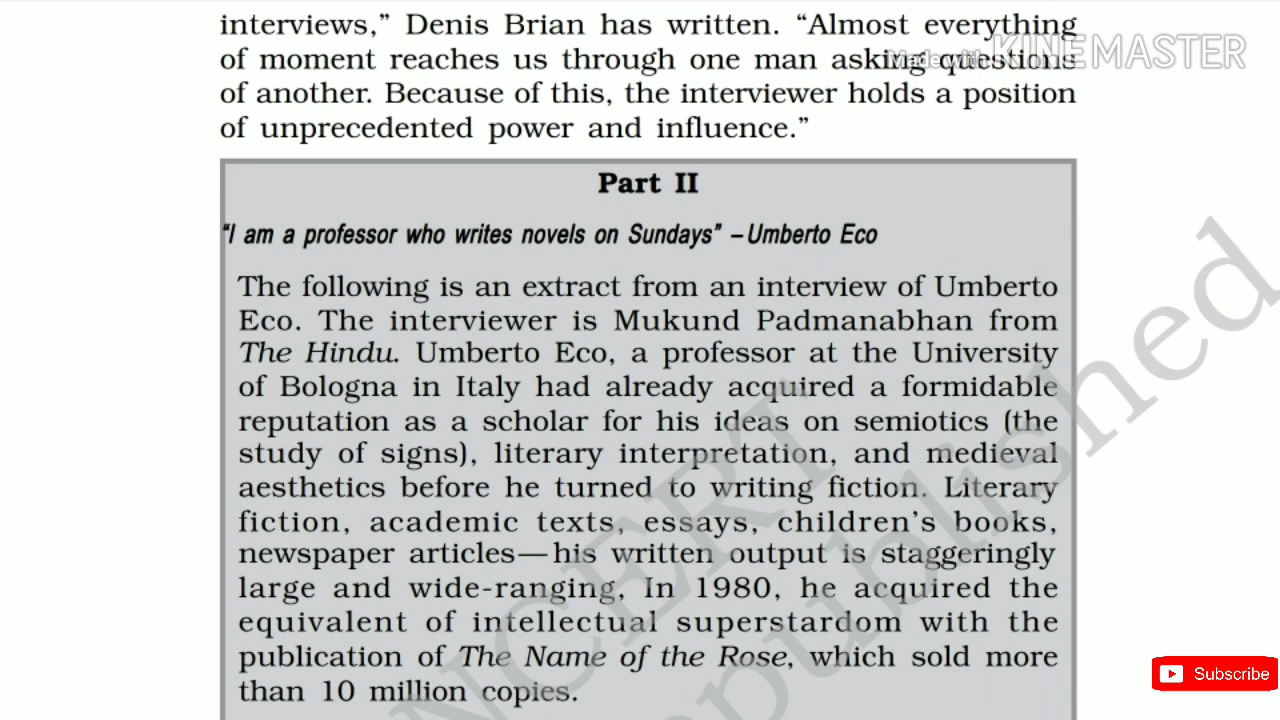 interviews,” Denis Brian has written. “Almost everything
Made with KINEMASTER
of moment reaches us through one man asking questions
of another. Because of this, the interviewer holds a position
of unprecedented power and influence.”
Part II
“I am a professor who writes novels on Sundays” – Umberto Eco
The following is an extract from an interview of Umberto
Eco. The interviewer is Mukund Padmanabhan from
The Hindu. Umberto Eco, a professor at the University
of Bologna in Italy had already acquired a formidable
reputation as a scholar for his ideas on semiotics (the
study of signs), literary interpretation, and medieval
aesthetics before he turned to writing fiction. Literary
fiction, academic texts, essays, children’s books,
newspaper articles—his written output is staggeringly
large and wide-ranging, In 1980, he acquired the
equivalent of intellectual superstardom with the
publication of The Name of the Rose, which sold more
than 10 million copies.
NCERT
republished
Subscribe